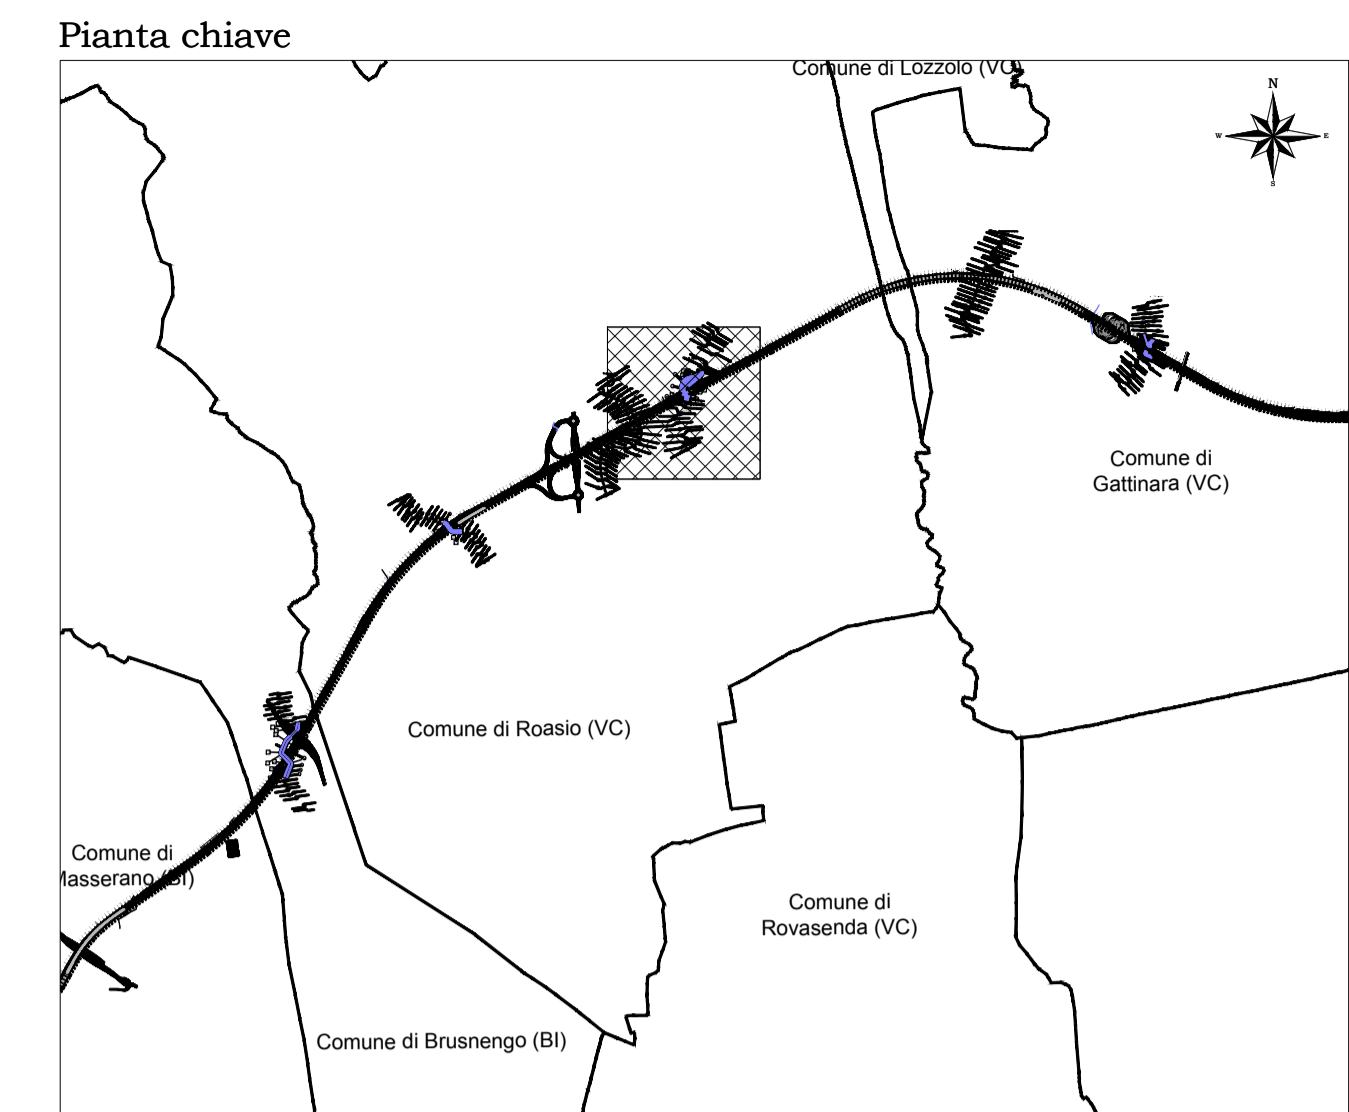 Pianta chiave
Comune di Lozzolo (VC)
N
W
E
S
Comune di
Gattinara (VC)
Comune di Roasio (VC)
Comune di
Masserano (BI)
Comune di
Rovasenda (VC)
Comune di Brusnengo (BI)